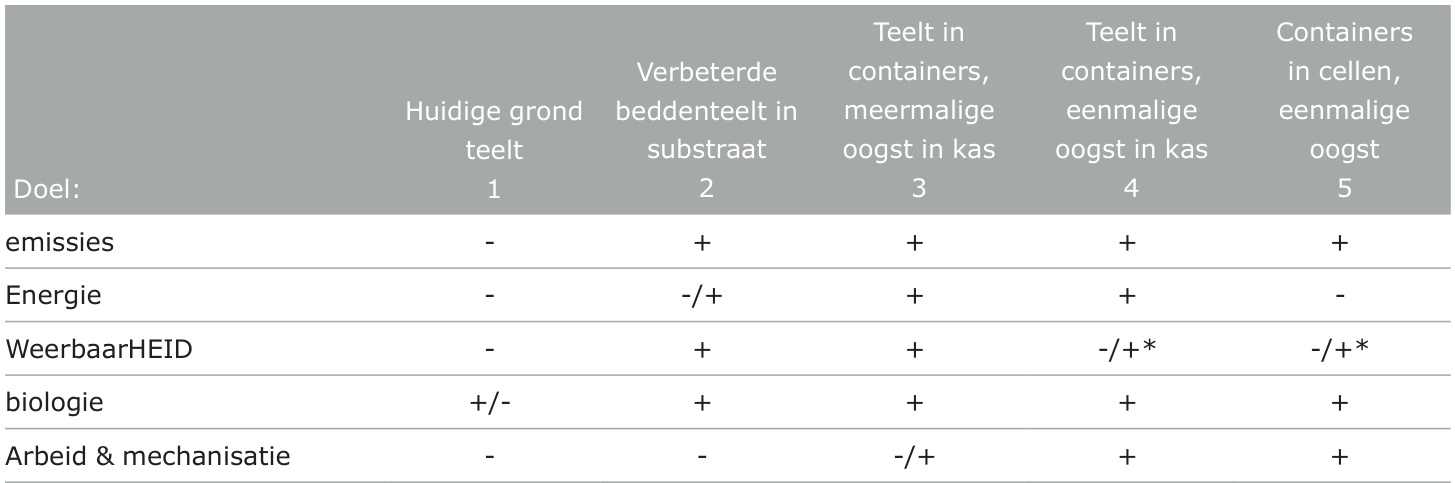 Teelt in Teelt in Containers
Verbeterde containers, containers, in cellen,
Huidige grond beddenteelt in meermalige eenmalige eenmalige
teelt substraat oogst in kas oogst in kas oogst
Doel: 1 2 3 4 5
emissies - + + + +
Energie - -/+ + + -
WeerbaarHEID - + + -/+* -/+*
biologie +/- + + + +
Arbeid & mechanisatie - - -/+ + +